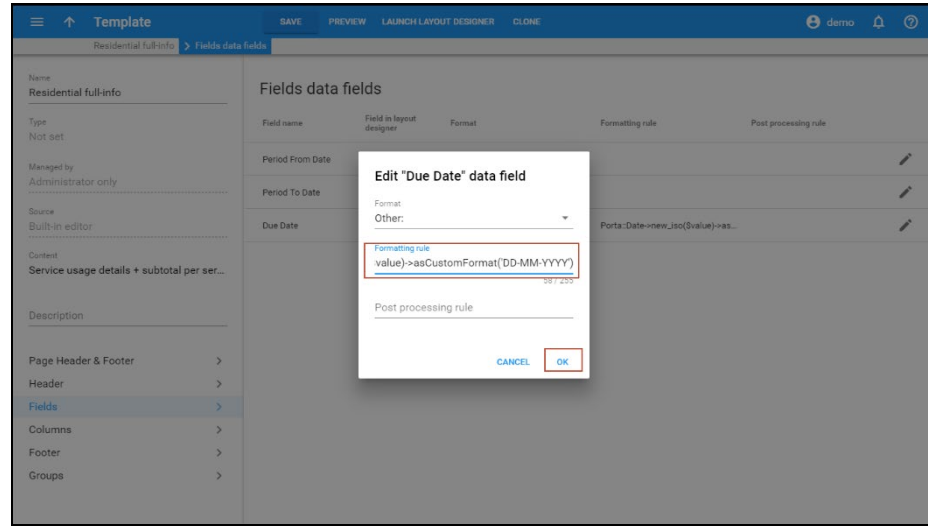 Template
SAVE PREVIEW LAUNCH LAYOUT DESIGNER CLONE
demo
Residential full-info > Fields data fields
Name
Residential full-info
Type
Not set
Managed by
Administrator only
Source
Built-in editor
Content
Service usage details + subtotal per ser...
Description
Page Header & Footer
Header
Fields
Columns
Footer
Groups
Fields data fields
Field name Field in layout designer Format Formatting rule Post processing rule
Period From Date
Period To Date
Due Date Porta::Date->new_iso($value)->as...
Edit "Due Date" data field
Format
Other:
Formatting rule
value)->asCustomFormat('DD-MM-YYYY')
59 / 255
Post processing rule
CANCEL OK